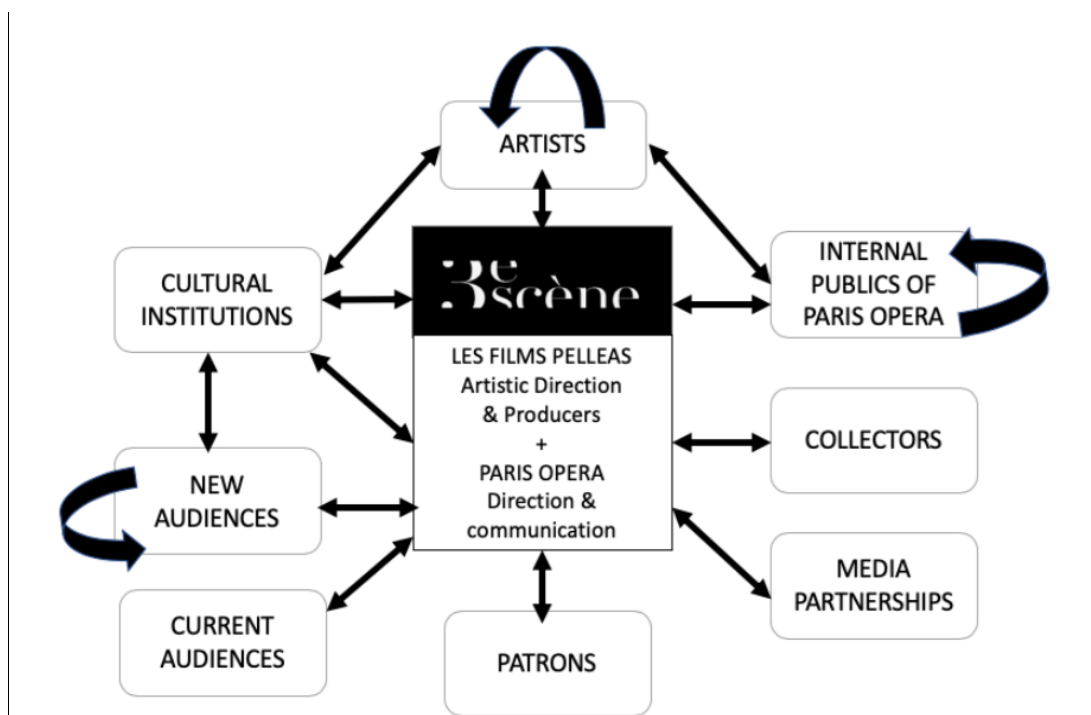 ARTISTS
CULTURAL
INSTITUTIONS
3e
scène
INTERNAL
PUBLICS OF
PARIS OPERA
LES FILMS PELLEAS
Artistic Direction
& Producers
+
PARIS OPERA
Direction &
communication
COLLECTORS
NEW
AUDIENCES
MEDIA
PARTNERSHIPS
CURRENT
AUDIENCES
PATRONS